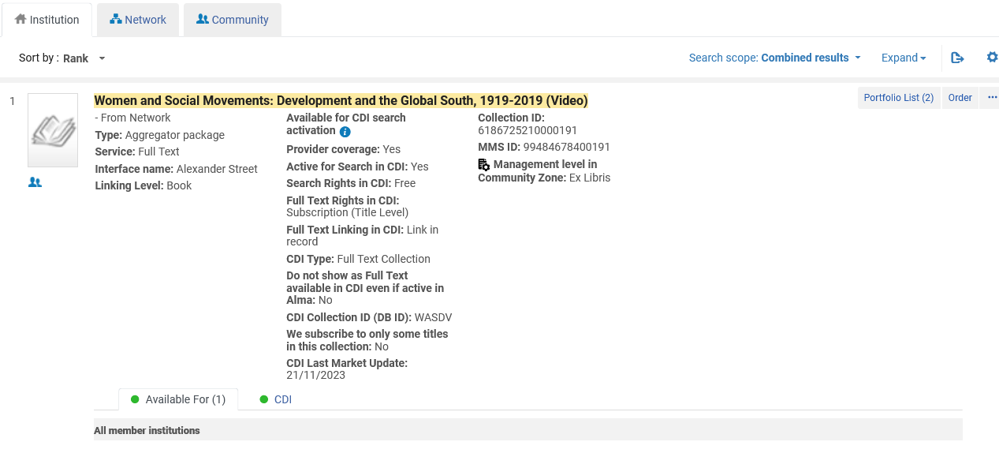 Institution
Network
Community
Sort by : Rank
Search scope: Combined results
Expand
1
Women and Social Movements: Development and the Global South, 1919-2019 (Video)
Portfolio List (2)
Order
- From Network
Type: Aggregator package
Service: Full Text
Interface name: Alexander Street
Linking Level: Book
Available for CDI search
activation
Provider coverage: Yes
Active for Search in CDI: Yes
Search Rights in CDI: Free
Full Text Rights in CDI:
Subscription (Title Level)
Full Text Linking in CDI: Link in
record
CDI Type: Full Text Collection
Do not show as Full Text
available in CDI even if active in
Alma: No
CDI Collection ID (DB ID): WASDV
We subscribe to only some titles
in this collection: No
CDI Last Market Update:
21/11/2023
Collection ID:
6186725210000191
MMS ID: 99484678400191
Management level in
Community Zone: Ex Libris
Available For (1)
CDI
All member institutions